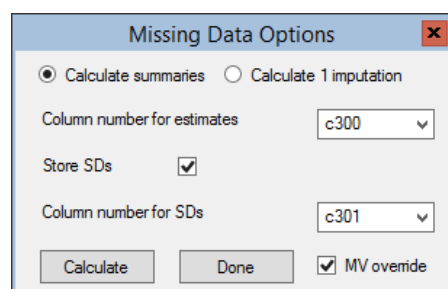 Missing Data Options
x
Calculate summaries Calculate 1 imputation
Column number for estimates c300
Store SDs
Column number for SDs c301
Calculate Done MV override